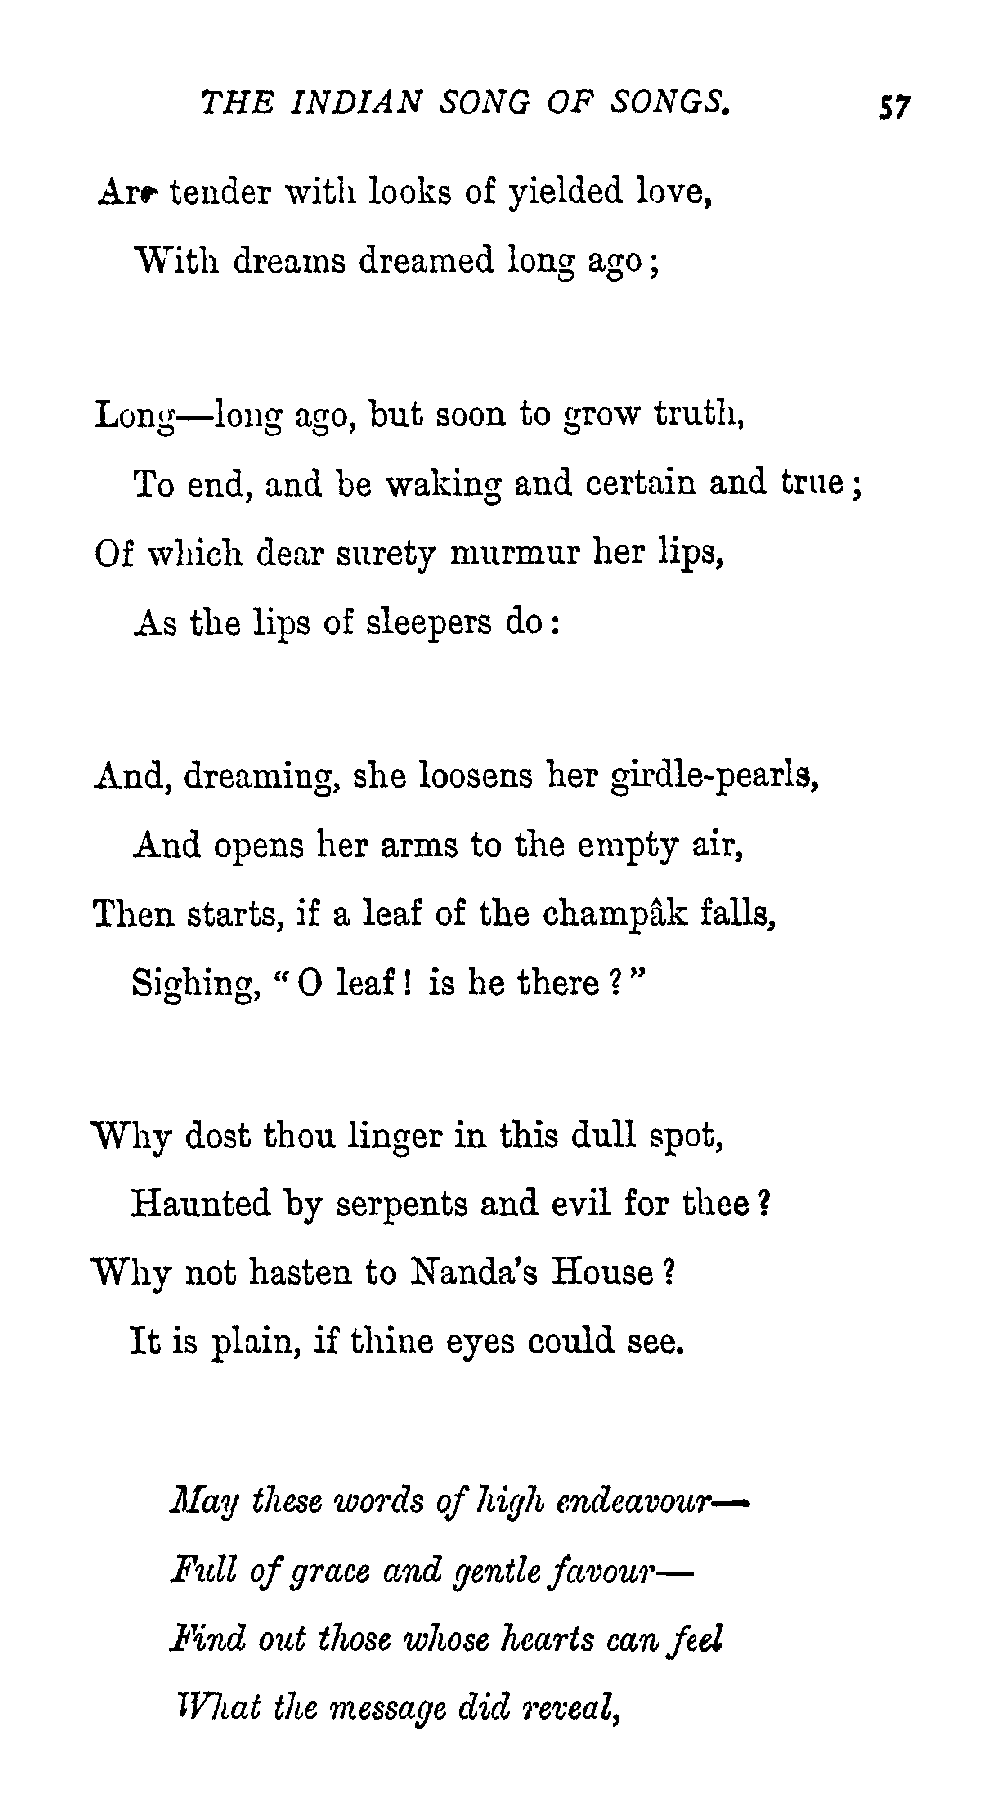 THE INDIAN SONG OF SONGS. 57
Are tender with looks of yielded love,
With dreams dreamed long ago;
Long—long ago, but soon to grow truth,
To end, and be waking and certain and true;
Of which dear surety murmur her lips,
As the lips of sleepers do:
And, dreaming, she loosens her girdle-pearls,
And opens her arms to the empty air,
Then starts, if a leaf of the champâk falls,
Sighing, "O leaf! is he there?"
Why dost thou linger in this dull spot,
Haunted by serpents and evil for thee?
Why not hasten to Nanda's House?
It is plain, if thine eyes could see.
May these words of high endeavour—
Full of grace and gentle favour—
Find out those whose hearts can feel
What the message did reveal,